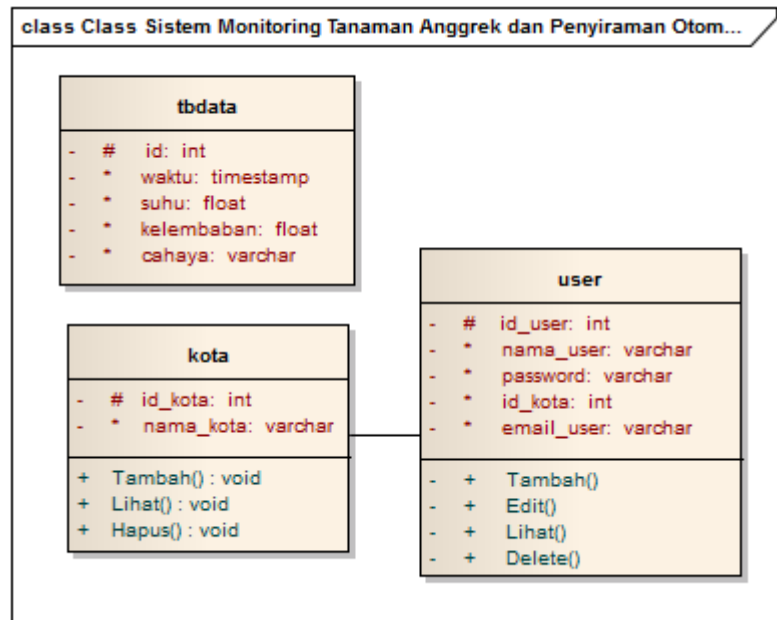 class Class Sistem Monitoring Tanaman Anggrek dan Penyiraman Otom...
tbdata
- # id: int
- * waktu: timestamp
- * suhu: float
- * kelembaban: float
- * cahaya: varchar
kota
- # id_kota: int
- * nama_kota: varchar
+ Tambah() : void
+ Lihat() : void
+ Hapus() : void
user
- # id_user: int
- * nama_user: varchar
- * password: varchar
- * id_kota: int
- * email_user: varchar
- + Tambah()
- + Edit()
- + Lihat()
- + Delete()